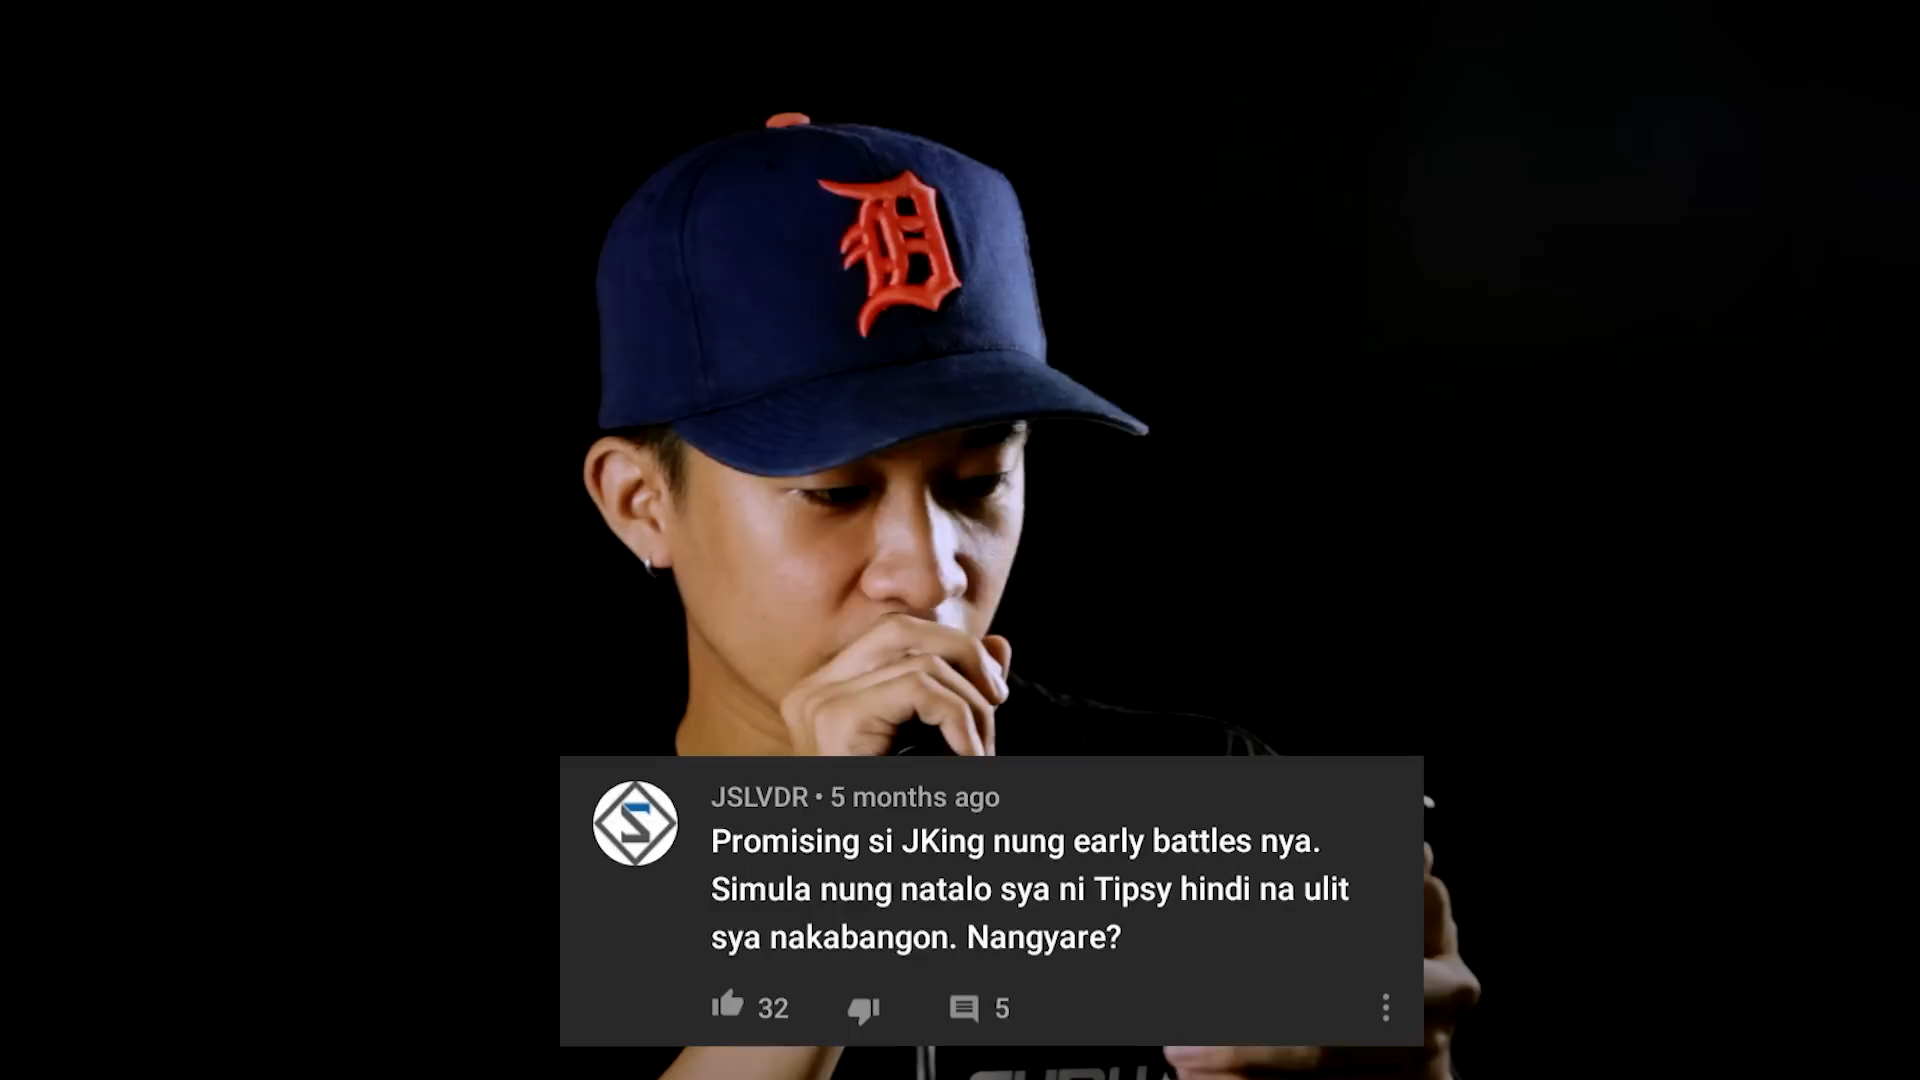 D
JSLVDR • 5 months ago
Promising si JKing nung early battles nya.
Simula nung natalo sya ni Tipsy hindi na ulit
sya nakabangon. Nangyare?
32
5